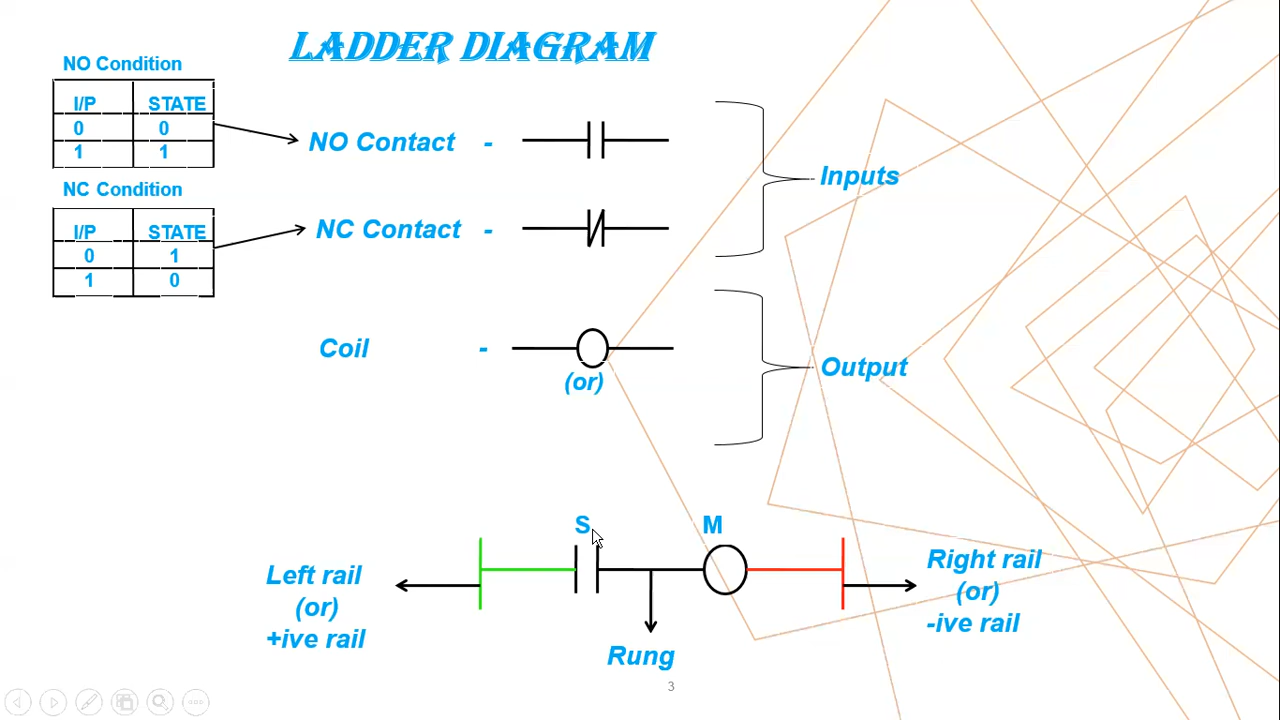 LADDER DIAGRAM
NO Condition
I/P STATE
0 0
1 1
NO Contact -
Inputs
NC Condition
I/P STATE
0 1
1 0
NC Contact -
Coil -
(or)
Output
S M
Left rail
(or)
+ive rail
Right rail
(or)
-ive rail
Rung
3